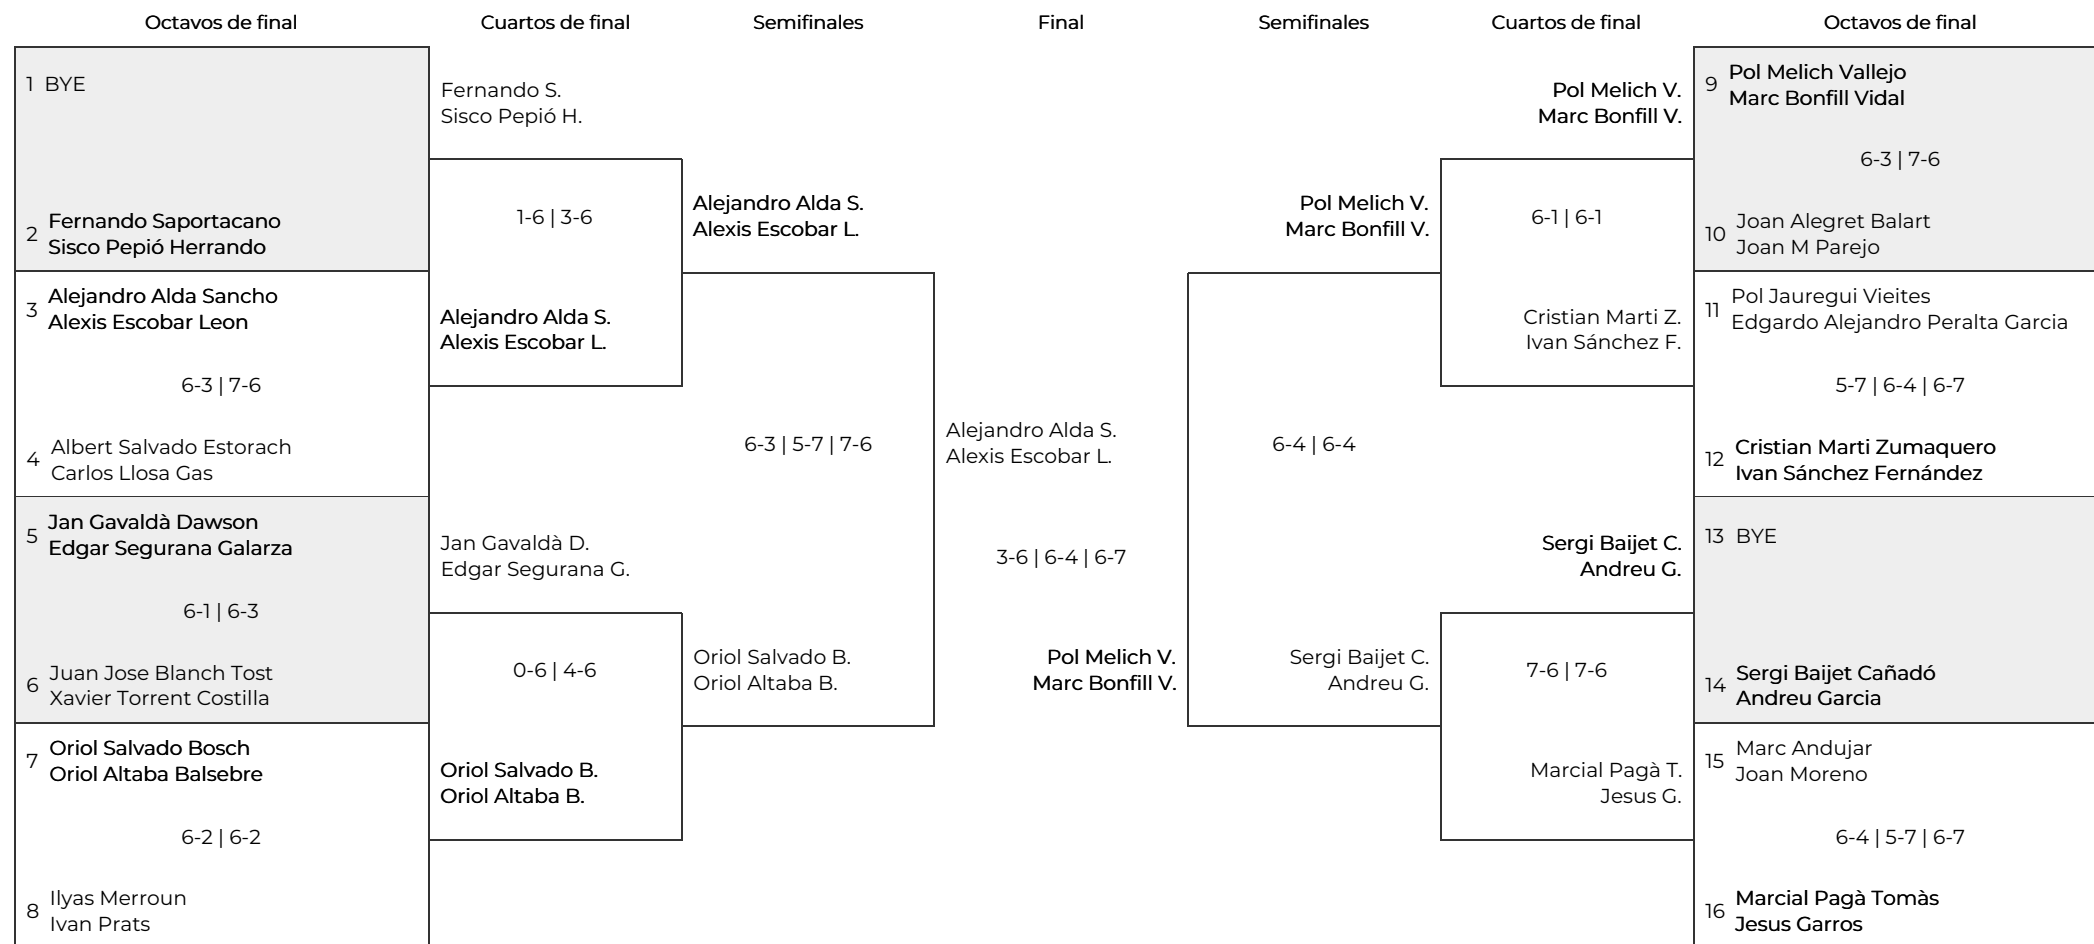 Octavos de final
Cuartos de final
Semifinales
Final
Semifinales
Cuartos de final
Octavos de final
1 BYE
2 Fernando Saportacano
Sisco Pepió Herrando
3 Alejandro Alda Sancho
Alexis Escobar Leon
6-3 | 7-6
4 Albert Salvado Estorach
Carlos Llosa Gas
5 Jan Gavaldà Dawson
Edgar Segurana Galarza
6-1 | 6-3
6 Juan Jose Blanch Tost
Xavier Torrent Costilla
7 Oriol Salvado Bosch
Oriol Altaba Balsebre
6-2 | 6-2
8 Ilyas Merroun
Ivan Prats
Fernando S.
Sisco Pepió H.
1-6 | 3-6
Alejandro Alda S.
Alexis Escobar L.
Jan Gavaldà D.
Edgar Segurana G.
0-6 | 4-6
Oriol Salvado B.
Oriol Altaba B.
Alejandro Alda S.
Alexis Escobar L.
6-3 | 5-7 | 7-6
Oriol Salvado B.
Oriol Altaba B.
Alejandro Alda S.
Alexis Escobar L.
3-6 | 6-4 | 6-7
Pol Melich V.
Marc Bonfill V.
Pol Melich V.
Marc Bonfill V.
6-4 | 6-4
Sergi Baijet C.
Andreu G.
Pol Melich V.
Marc Bonfill V.
6-1 | 6-1
Cristian Marti Z.
Ivan Sánchez F.
Sergi Baijet C.
Andreu G.
7-6 | 7-6
Marcial Pagà T.
Jesus G.
9 Pol Melich Vallejo
Marc Bonfill Vidal
6-3 | 7-6
10 Joan Alegret Balart
Joan M Parejo
11 Pol Jauregui Vieites
Edgardo Alejandro Peralta Garcia
5-7 | 6-4 | 6-7
12 Cristian Marti Zumaquero
Ivan Sánchez Fernández
13 BYE
14 Sergi Baijet Cañadó
Andreu Garcia
15 Marc Andujar
Joan Moreno
6-4 | 5-7 | 6-7
16 Marcial Pagà Tomàs
Jesus Garros